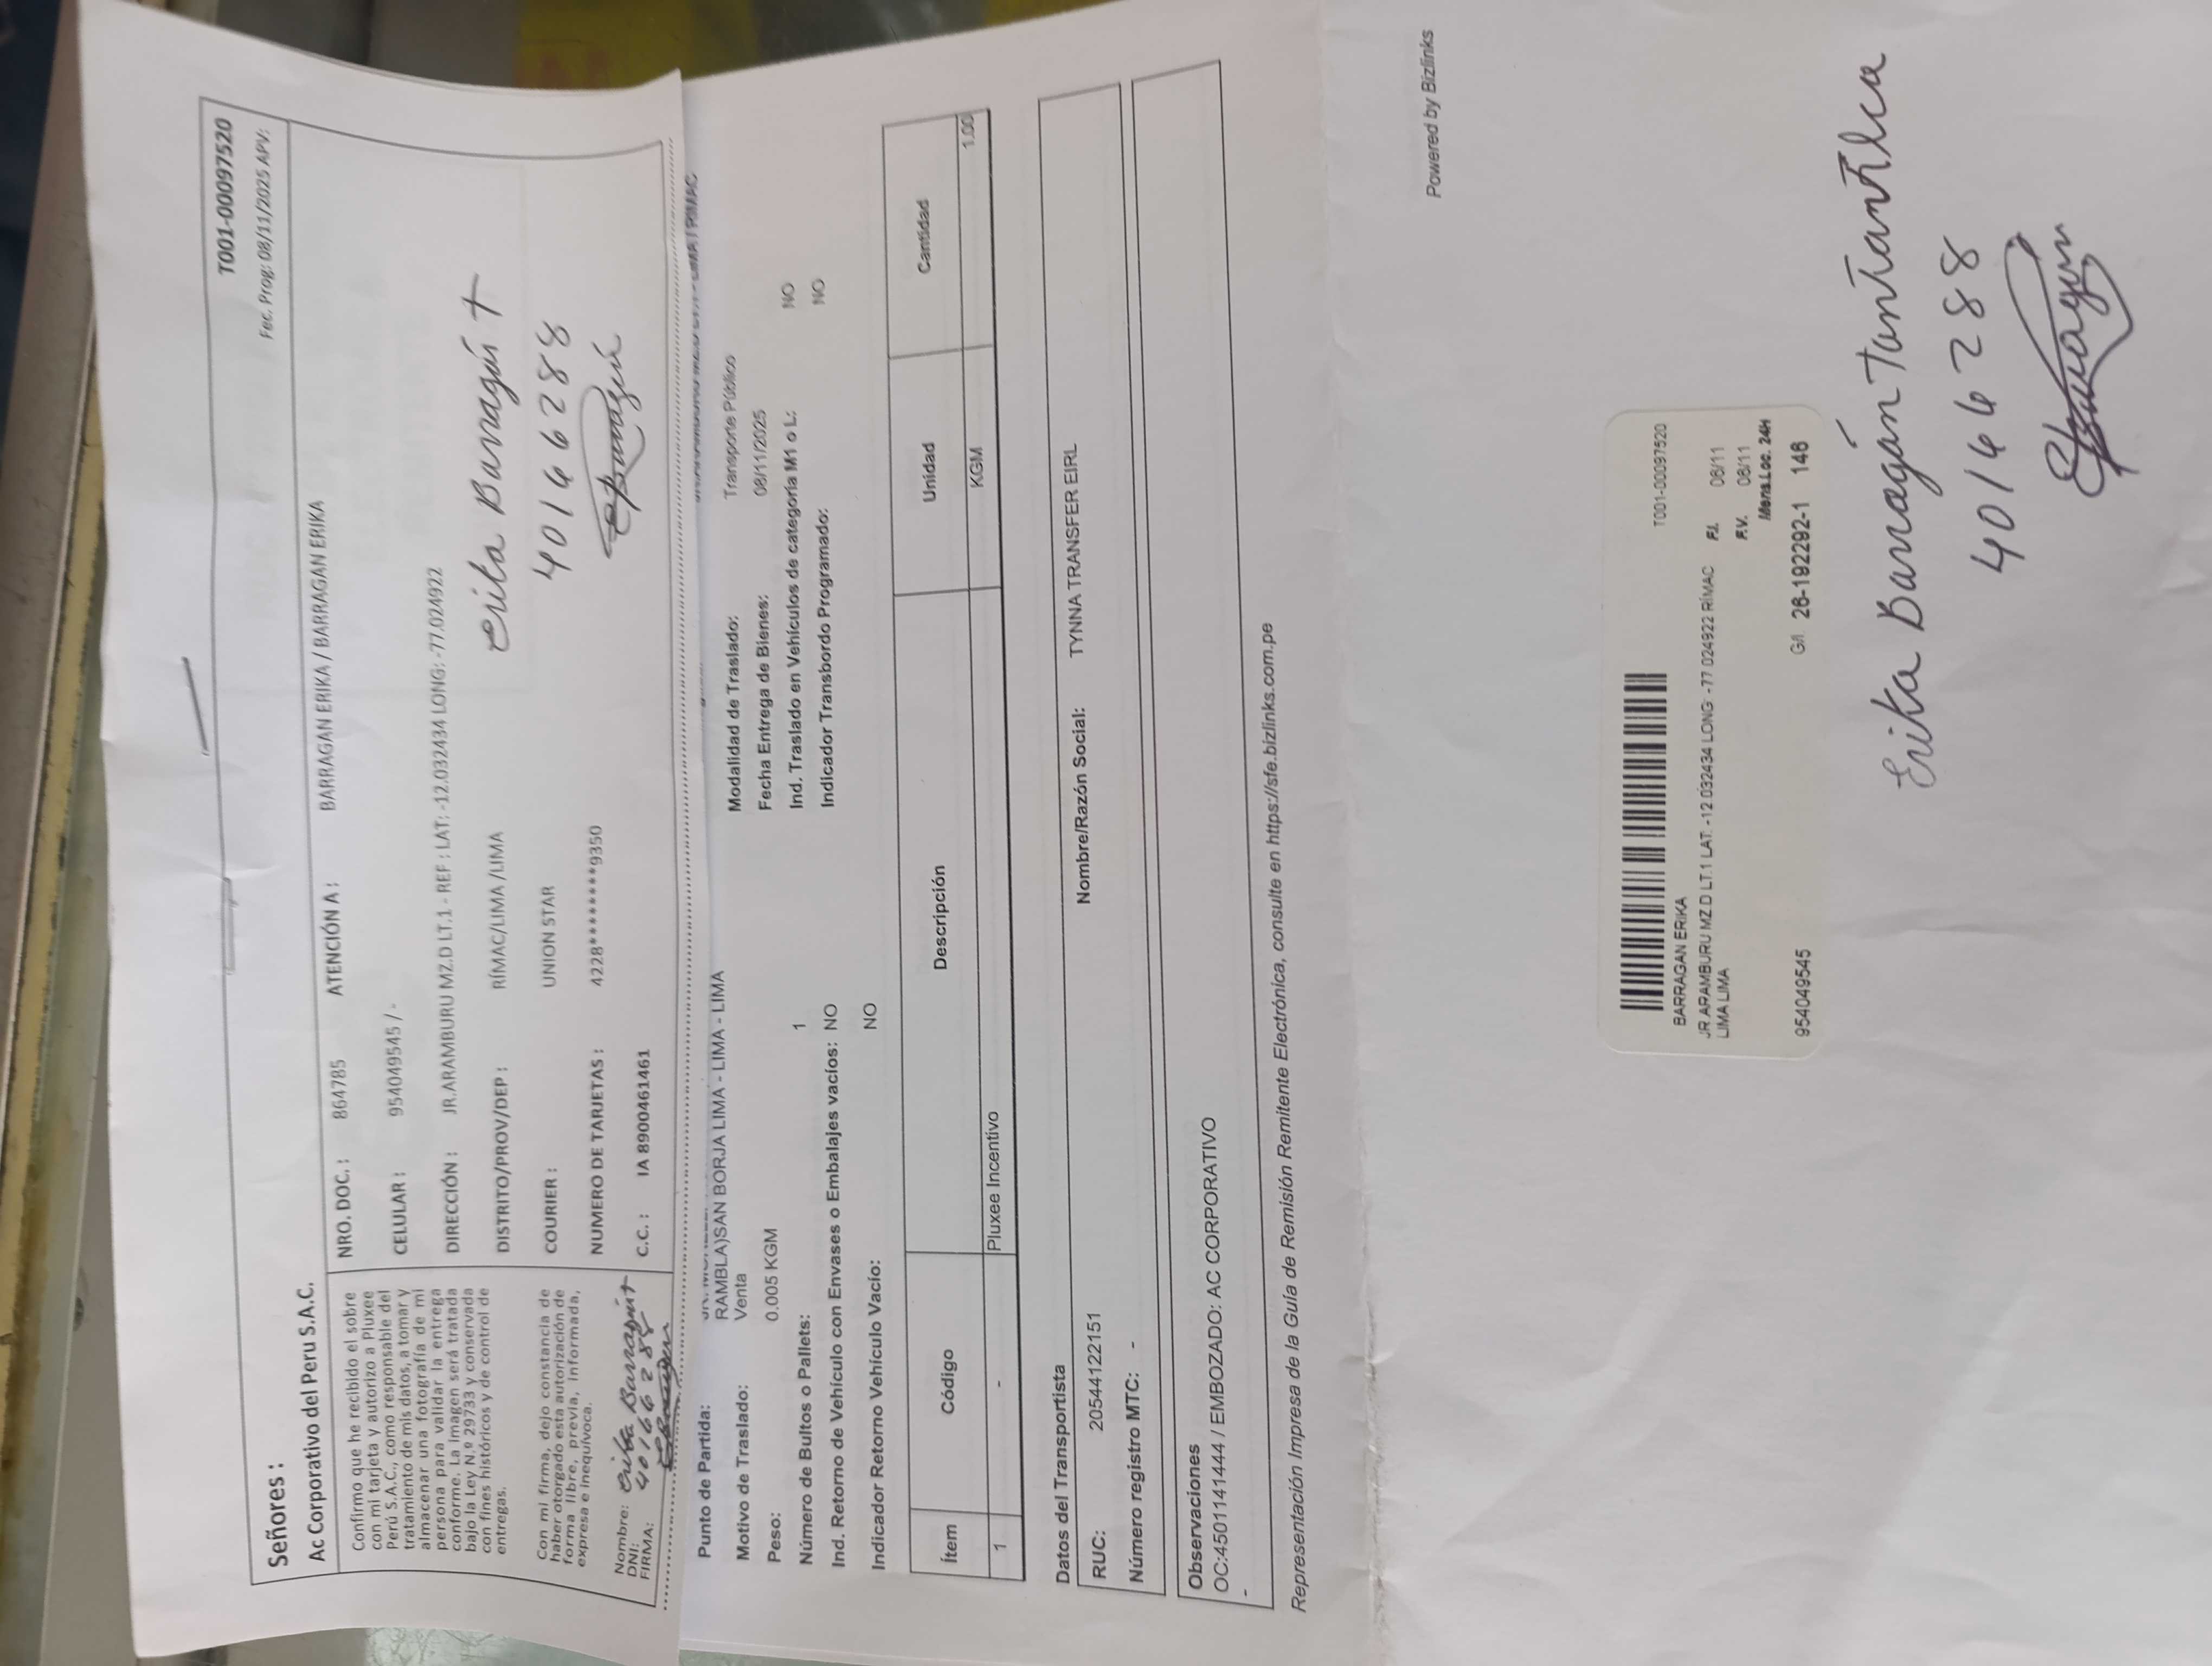 T001-00097520
Fec. Prog: 08/11/2025 APV:
Señores :
Ac Corporativo del Peru S.A.C.
Confirmo que he recibido el sobre
con mi tarjeta y autorizo a Pluxee
Perú S.A.C., como responsable del
tratamiento de mis datos, a tomar y
almacenar una fotografía de mi
persona para validar la entrega
conforme. La imagen será tratada
bajo la Ley N.º 29733 y conservada
con fines históricos y de control de
entregas.
Con mi firma, dejo constancia de
haber otorgado esta autorización de
forma libre, previa, informada,
expresa e inequívoca.
Nombre: Erika Barragán T
DNI: 40166288
FIRMA:
NRO. DOC. : 864785 ATENCIÓN A : BARRAGAN ERIKA / BARRAGAN ERIKA
CELULAR : 954049545 / -
DIRECCIÓN : JR.ARAMBURU MZ.D LT.1 - REF : LAT: -12.032434 LONG: -77.024922
DISTRITO/PROV/DEP : RÍMAC/LIMA /LIMA
COURIER : UNION STAR
NUMERO DE TARJETAS : 4228********9350
C.C. : IA 8900461461
Erika Barragán T
40166288
Punto de Partida:
RAMBLA)SAN BORJA LIMA - LIMA - LIMA
Motivo de Traslado: Venta
Peso: 0.005 KGM
Número de Bultos o Pallets: 1
Ind. Retorno de Vehículo con Envases o Embalajes vacíos: NO
Indicador Retorno Vehículo Vacío: NO
Modalidad de Traslado: Transporte Público
Fecha Entrega de Bienes: 08/11/2025
Ind. Traslado en Vehículos de categoría M1 o L: NO
Indicador Transbordo Programado: NO
Ítem Código Descripción Unidad Cantidad
1 - Pluxee Incentivo KGM 1.00
Datos del Transportista
RUC: 20544122151 Nombre/Razón Social: TYNNA TRANSFER EIRL
Número registro MTC: -
Observaciones
OC:4501141444 / EMBOZADO: AC CORPORATIVO
-
Representación Impresa de la Guía de Remisión Remitente Electrónica, consulte en https://sfe.bizlinks.com.pe
Powered by Bizlinks
T001-00097520
BARRAGAN ERIKA
JR.ARAMBURU MZ.D LT.1 LAT: -12.032434 LONG: -77.024922 RÍMAC
LIMA LIMA
F.I. 08/11
F.V. 08/11
Mens.Loc. 24H
954049545 G/I 26-192292-1 146
Erika Barragán Tantarilca
40166288